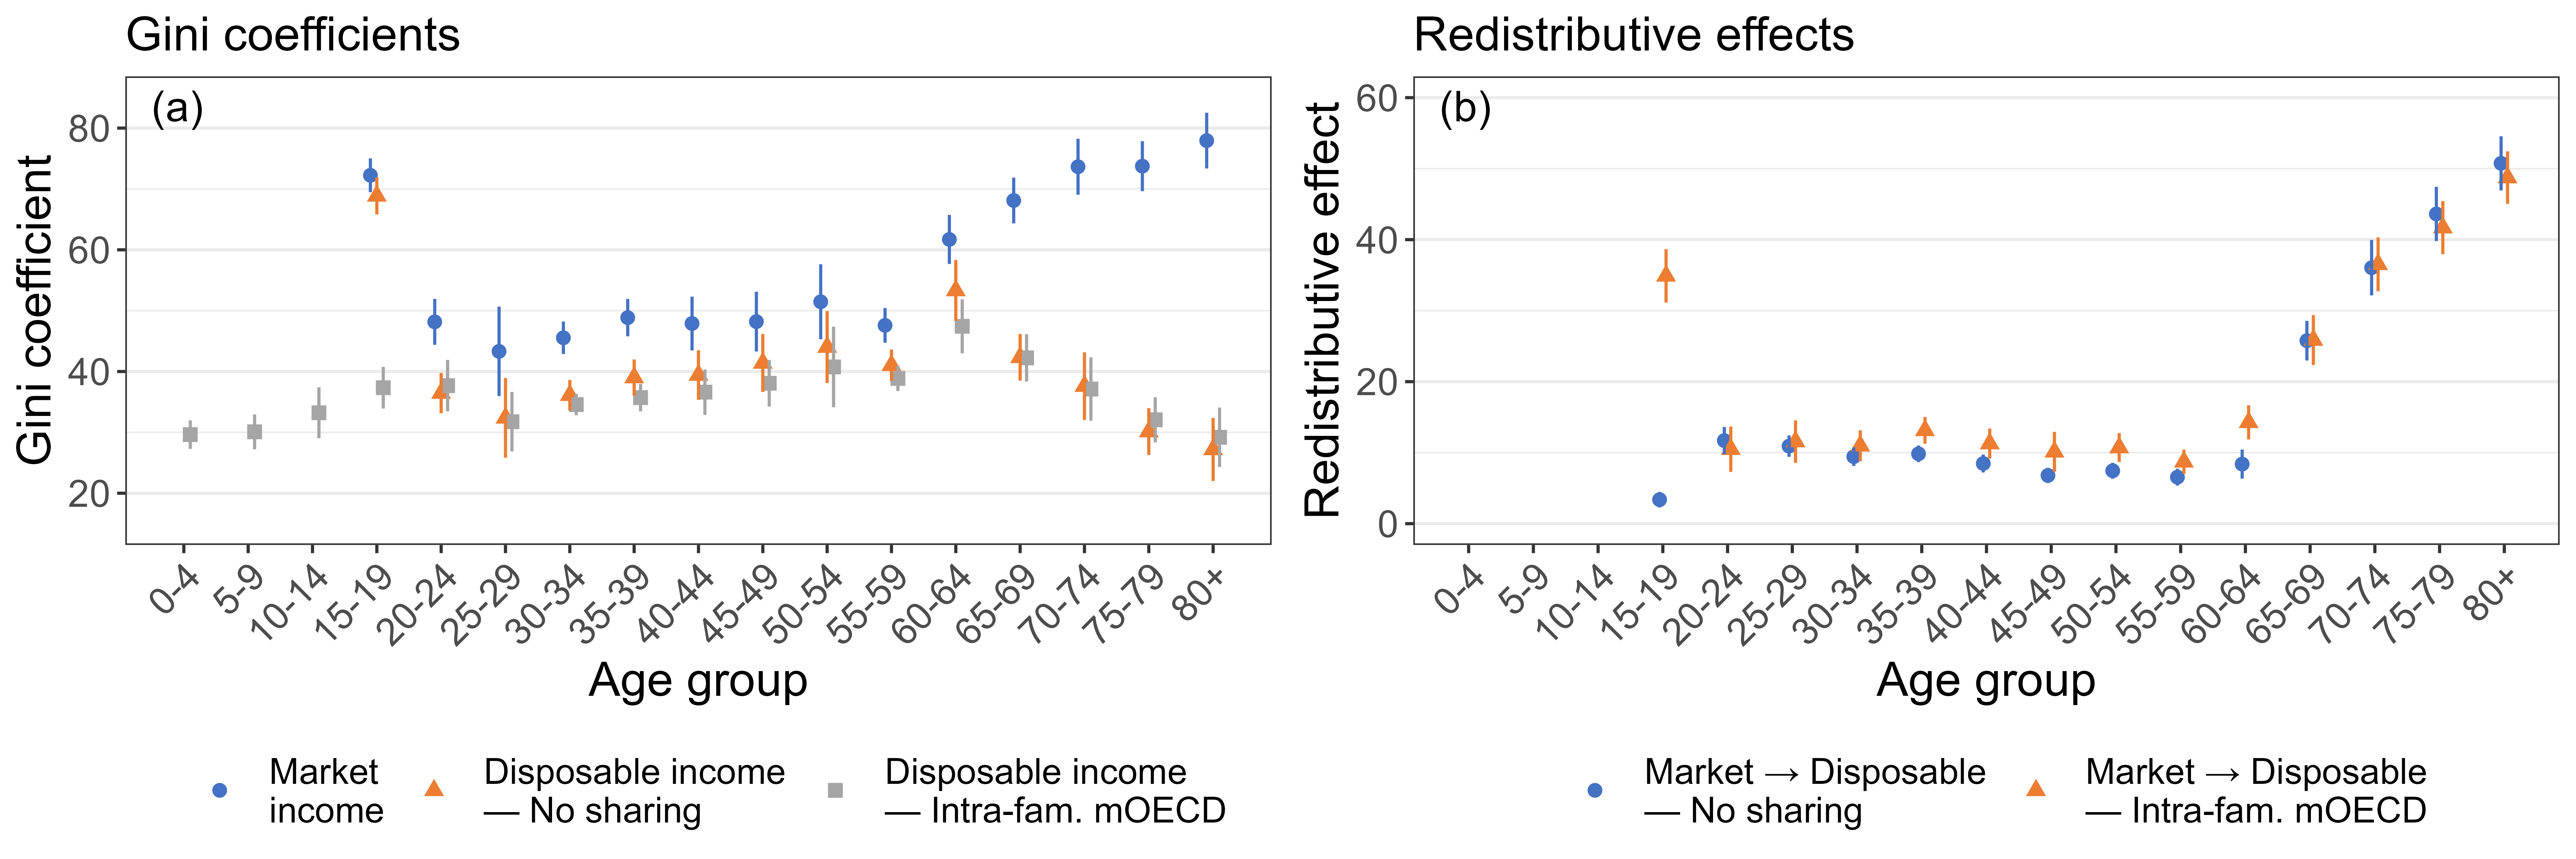 Gini coefficients
(a)
Gini coefficient
80
60
40
20
0-4
5-9
10-14
15-19
20-24
25-29
30-34
35-39
40-44
45-49
50-54
55-59
60-64
65-69
70-74
75-79
80+
Age group
Market
income
Disposable income
— No sharing
Disposable income
— Intra-fam. mOECD
Redistributive effects
(b)
Redistributive effect
60
40
20
0
0-4
5-9
10-14
15-19
20-24
25-29
30-34
35-39
40-44
45-49
50-54
55-59
60-64
65-69
70-74
75-79
80+
Age group
Market → Disposable
— No sharing
Market → Disposable
— Intra-fam. mOECD